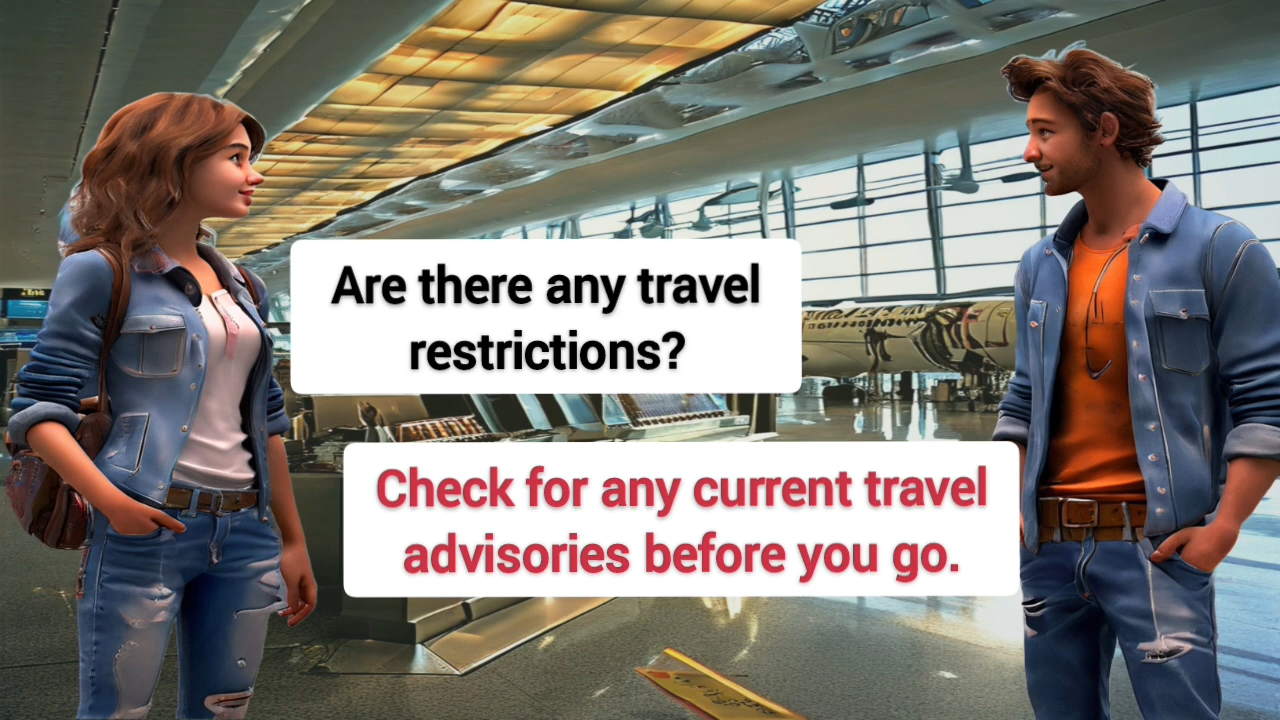 Are there any travel
restrictions?
Check for any current travel
advisories before you go.